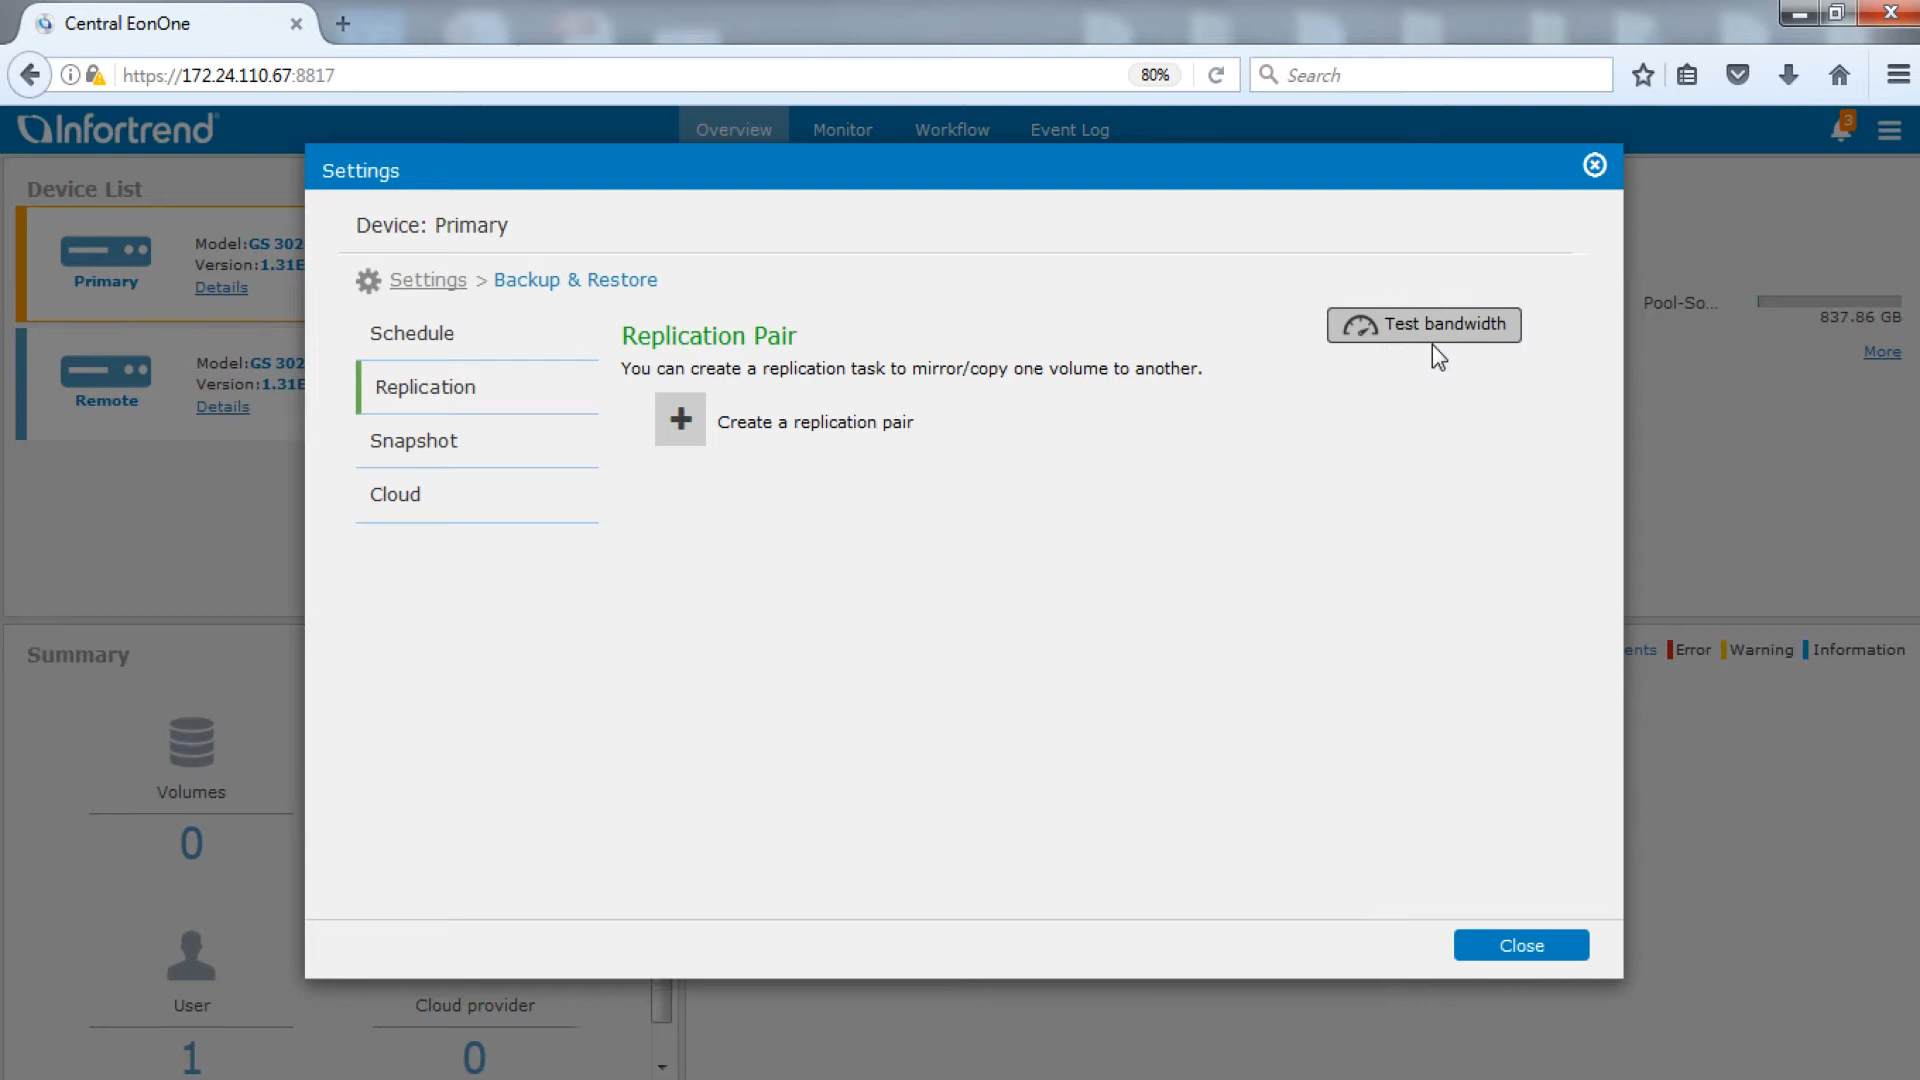 Central EonOne
https://172.24.110.67:8817
80%
Search
Infortrend
Overview
Monitor
Workflow
Event Log
3
Settings
Device List
Device: Primary
Model:GS 302
Version:1.31E
Primary
Details
Settings > Backup & Restore
Pool-So...
837.86 GB
More
Schedule
Replication Pair
Test bandwidth
You can create a replication task to mirror/copy one volume to another.
Model:GS 302
Version:1.31E
Remote
Details
Replication
Create a replication pair
Snapshot
Cloud
Summary
ents
Error
Warning
Information
Volumes
0
Close
User
Cloud provider
1
0